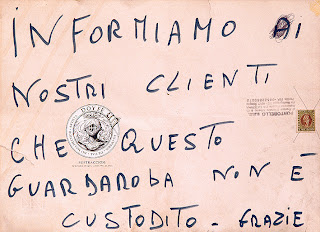 INFORMIAMO Ai
NOSTRI CLIENTI
CHE QUESTO
GUARDAROBA NON È
CUSTODITO - GRAZIE